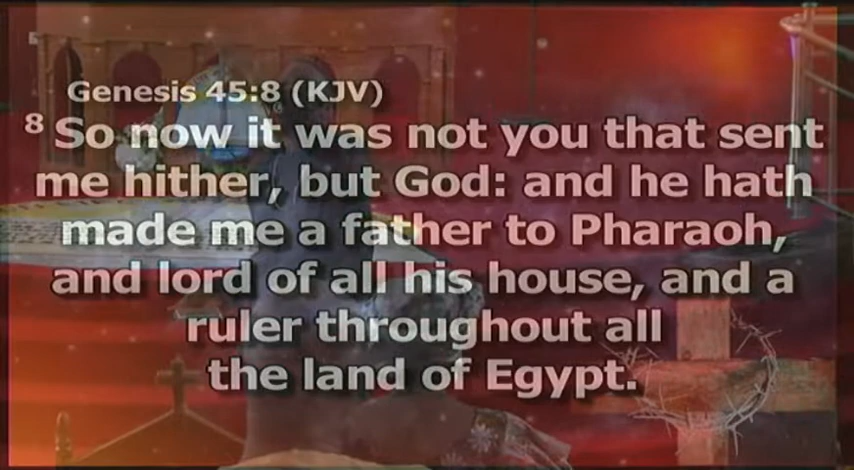 Genesis 45:8 (KJV)
8 So now it was not you that sent
me hither, but God: and he hath
made me a father to Pharaoh,
and lord of all his house, and a
ruler throughout all
the land of Egypt.